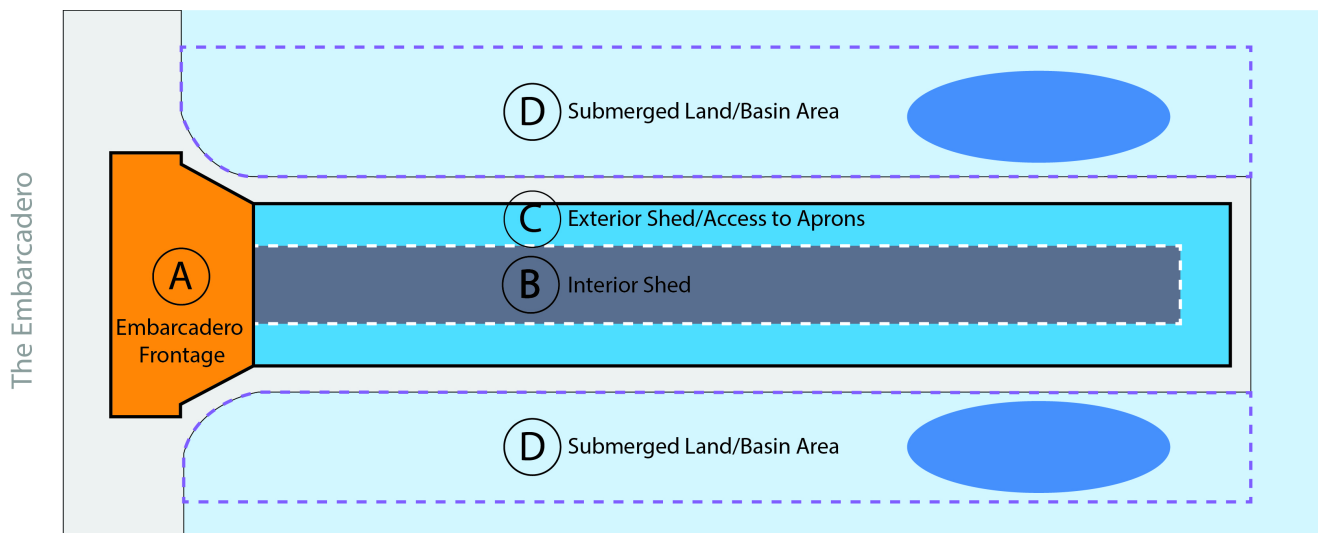 The Embarcadero
D Submerged Land/Basin Area
C Exterior Shed/Access to Aprons
A
Embarcadero
Frontage
B Interior Shed
D Submerged Land/Basin Area